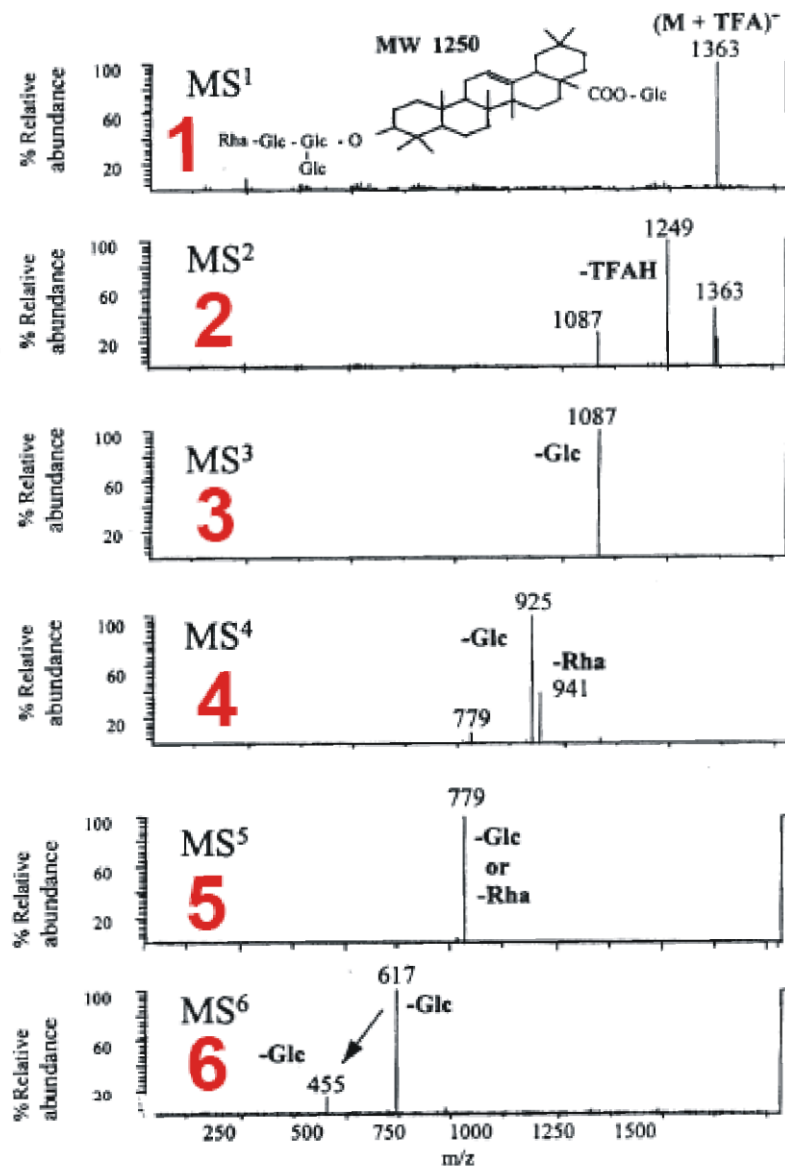 (M + TFA)⁻
MW 1250
1363
% Relative
abundance
100
60
20
MS¹
1
COO - Glc
Rha -Glc - Glc - O
Glc
1249
% Relative
abundance
100
60
20
MS²
-TFAH
2
1363
1087
1087
% Relative
abundance
100
60
20
MS³
-Glc
3
925
% Relative
abundance
100
60
20
MS⁴
-Glc
-Rha
4
941
779
779
% Relative
abundance
100
60
20
MS⁵
-Glc
or
-Rha
5
617
% Relative
abundance
100
60
20
MS⁶
-Glc
-Glc
6
455
250 500 750 1000 1250 1500
m/z